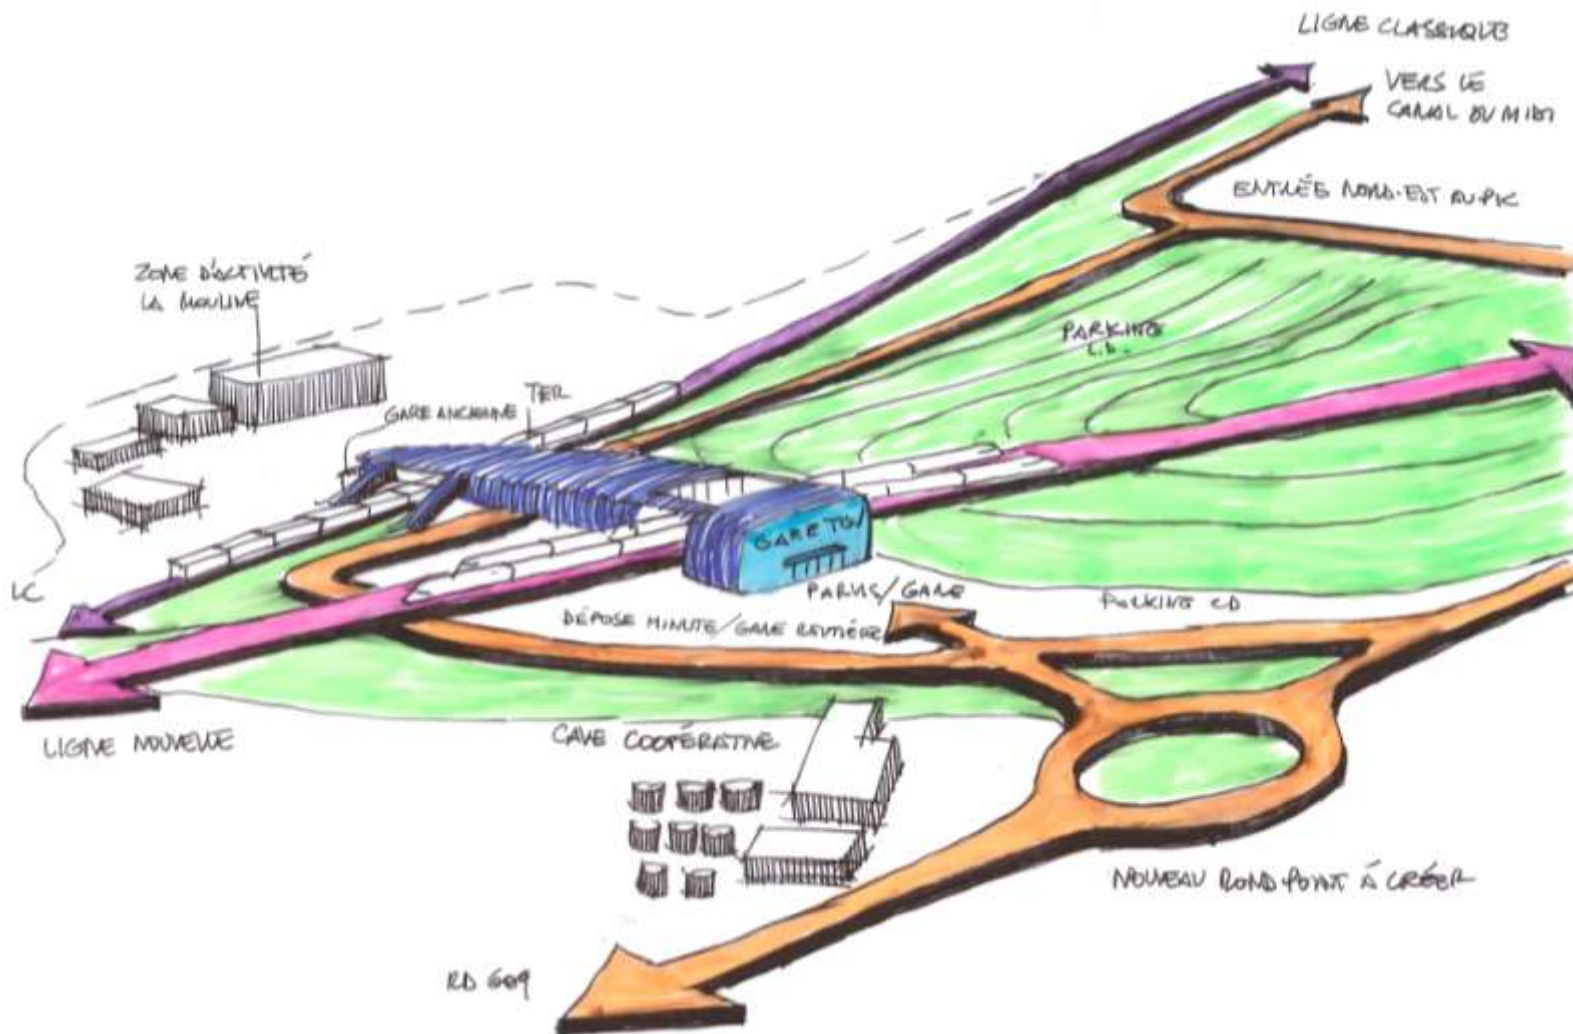 LIGNE CLASSIQUE
VERS LE
CANAL DU MIDI
ENTRÉE NORD-EST DU PIC
ZONE D'ACTIVITÉ
LA MOULINE
PARKING
L.D.
TER
GARE ANCIENNE
GARE TGV
LC
PARVIS/GARE
PARKING CD
DÉPOSE MINUTE/GARE ROUTIÈRE
LIGNE NOUVELLE
CAVE COOPÉRATIVE
NOUVEAU ROND-POINT À CRÉER
RD 609